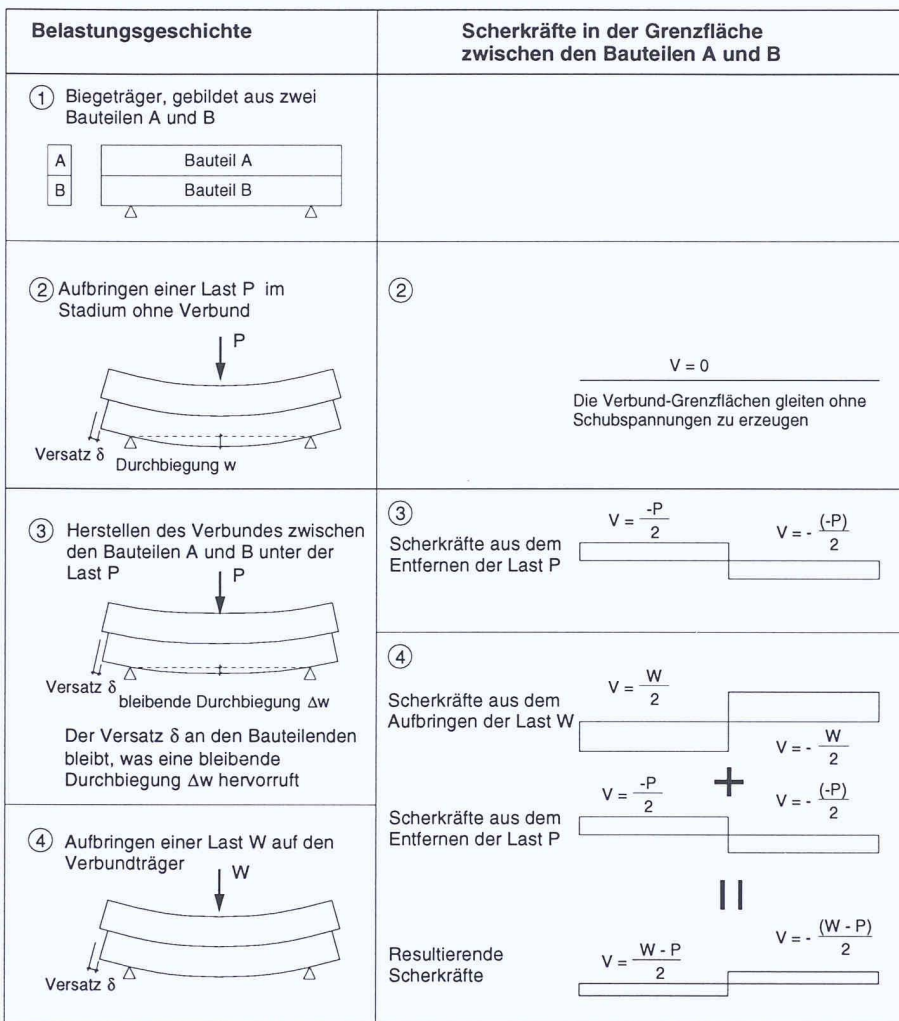 Belastungsgeschichte
Scherkräfte in der Grenzfläche
zwischen den Bauteilen A und B
① Biegeträger, gebildet aus zwei
Bauteilen A und B
A
Bauteil A
B
Bauteil B
② Aufbringen einer Last P im
Stadium ohne Verbund
P
Versatz δ
Durchbiegung w
②
V = 0
Die Verbund-Grenzflächen gleiten ohne
Schubspannungen zu erzeugen
③ Herstellen des Verbundes zwischen
den Bauteilen A und B unter der
Last P
P
Versatz δ
bleibende Durchbiegung Δw
Der Versatz δ an den Bauteilenden
bleibt, was eine bleibende
Durchbiegung Δw hervorruft
③
Scherkräfte aus dem
Entfernen der Last P
V = -P/2
V = - (-P)/2
④ Aufbringen einer Last W auf den
Verbundträger
W
Versatz δ
④
Scherkräfte aus dem
Aufbringen der Last W
V = W/2
V = - W/2
+
Scherkräfte aus dem
Entfernen der Last P
V = -P/2
V = - (-P)/2
=
Resultierende
Scherkräfte
V = W - P/2
V = - (W - P)/2